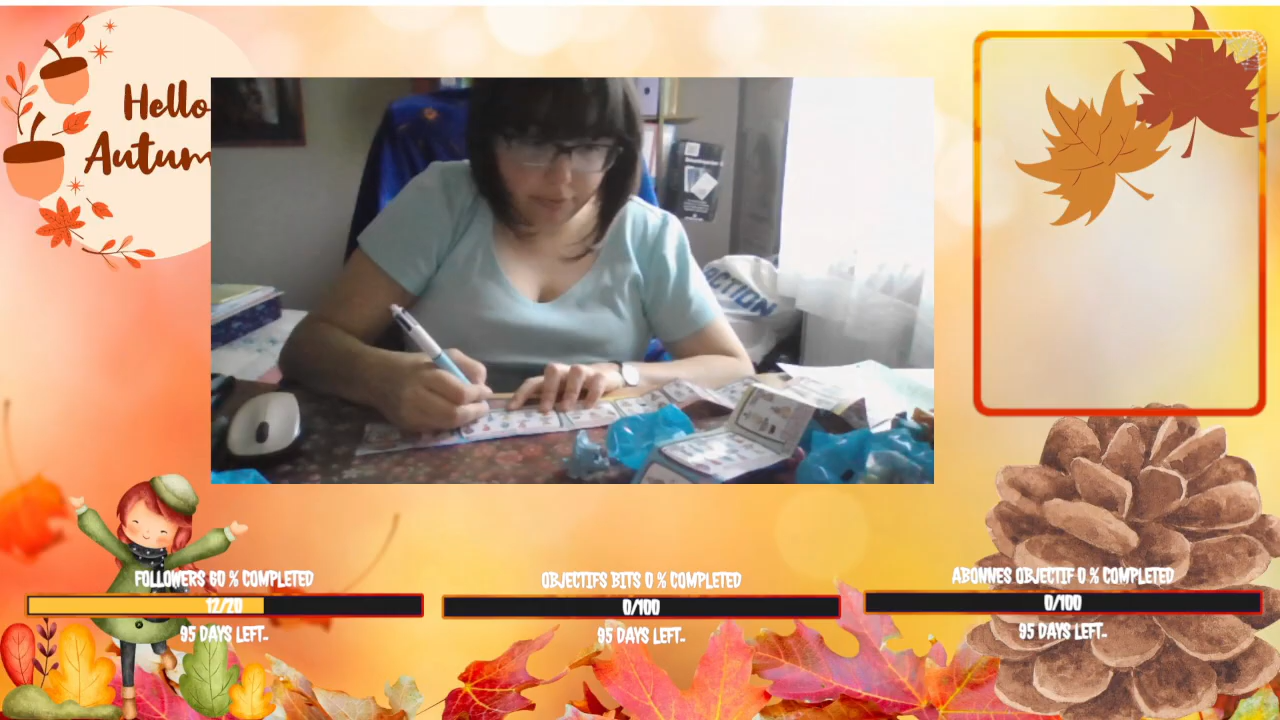 Hello
Autum
ACTION
FOLLOWERS 60 % COMPLETED
12/20
95 DAYS LEFT..
OBJECTIFS BITS 0 % COMPLETED
0/100
95 DAYS LEFT..
ABONNES OBJECTIF 0 % COMPLETED
0/100
95 DAYS LEFT..